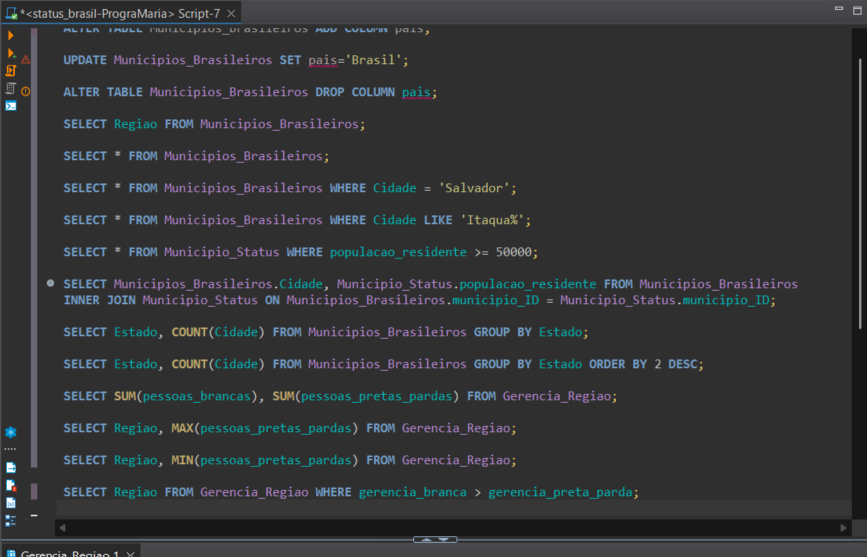 *<status_brasil-PrograMaria> Script-7
ALTER TABLE Municipios_Brasileiros ADD COLUMN pais;
UPDATE Municipios_Brasileiros SET pais='Brasil';
ALTER TABLE Municipios_Brasileiros DROP COLUMN pais;
SELECT Regiao FROM Municipios_Brasileiros;
SELECT * FROM Municipios_Brasileiros;
SELECT * FROM Municipios_Brasileiros WHERE Cidade = 'Salvador';
SELECT * FROM Municipios_Brasileiros WHERE Cidade LIKE 'Itaqua%';
SELECT * FROM Municipio_Status WHERE populacao_residente >= 50000;
SELECT Municipios_Brasileiros.Cidade, Municipio_Status.populacao_residente FROM Municipios_Brasileiros
INNER JOIN Municipio_Status ON Municipios_Brasileiros.municipio_ID = Municipio_Status.municipio_ID;
SELECT Estado, COUNT(Cidade) FROM Municipios_Brasileiros GROUP BY Estado;
SELECT Estado, COUNT(Cidade) FROM Municipios_Brasileiros GROUP BY Estado ORDER BY 2 DESC;
SELECT SUM(pessoas_brancas), SUM(pessoas_pretas_pardas) FROM Gerencia_Regiao;
SELECT Regiao, MAX(pessoas_pretas_pardas) FROM Gerencia_Regiao;
SELECT Regiao, MIN(pessoas_pretas_pardas) FROM Gerencia_Regiao;
SELECT Regiao FROM Gerencia_Regiao WHERE gerencia_branca > gerencia_preta_parda;
Gerencia_Regiao 1